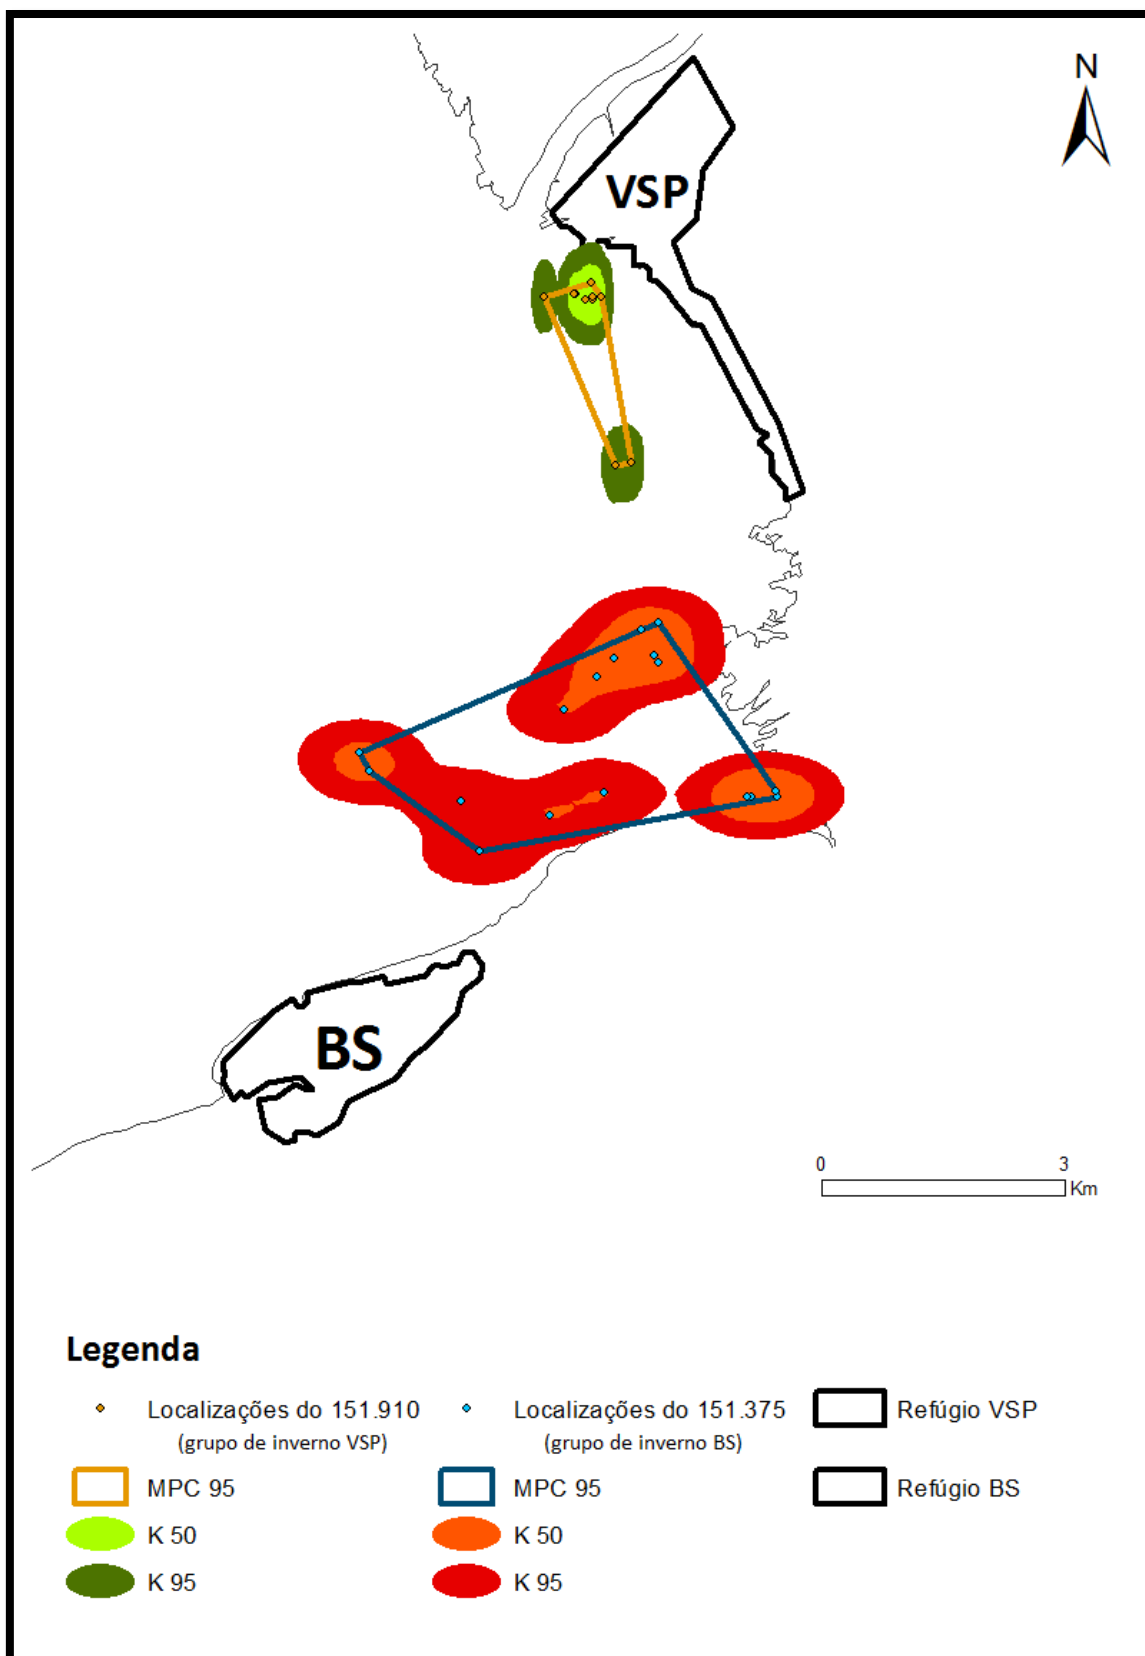 N
VSP
BS
0 3
Km
Legenda
Localizações do 151.910 Localizações do 151.375 Refúgio VSP
(grupo de inverno VSP) (grupo de inverno BS)
MPC 95 MPC 95 Refúgio BS
K 50 K 50
K 95 K 95